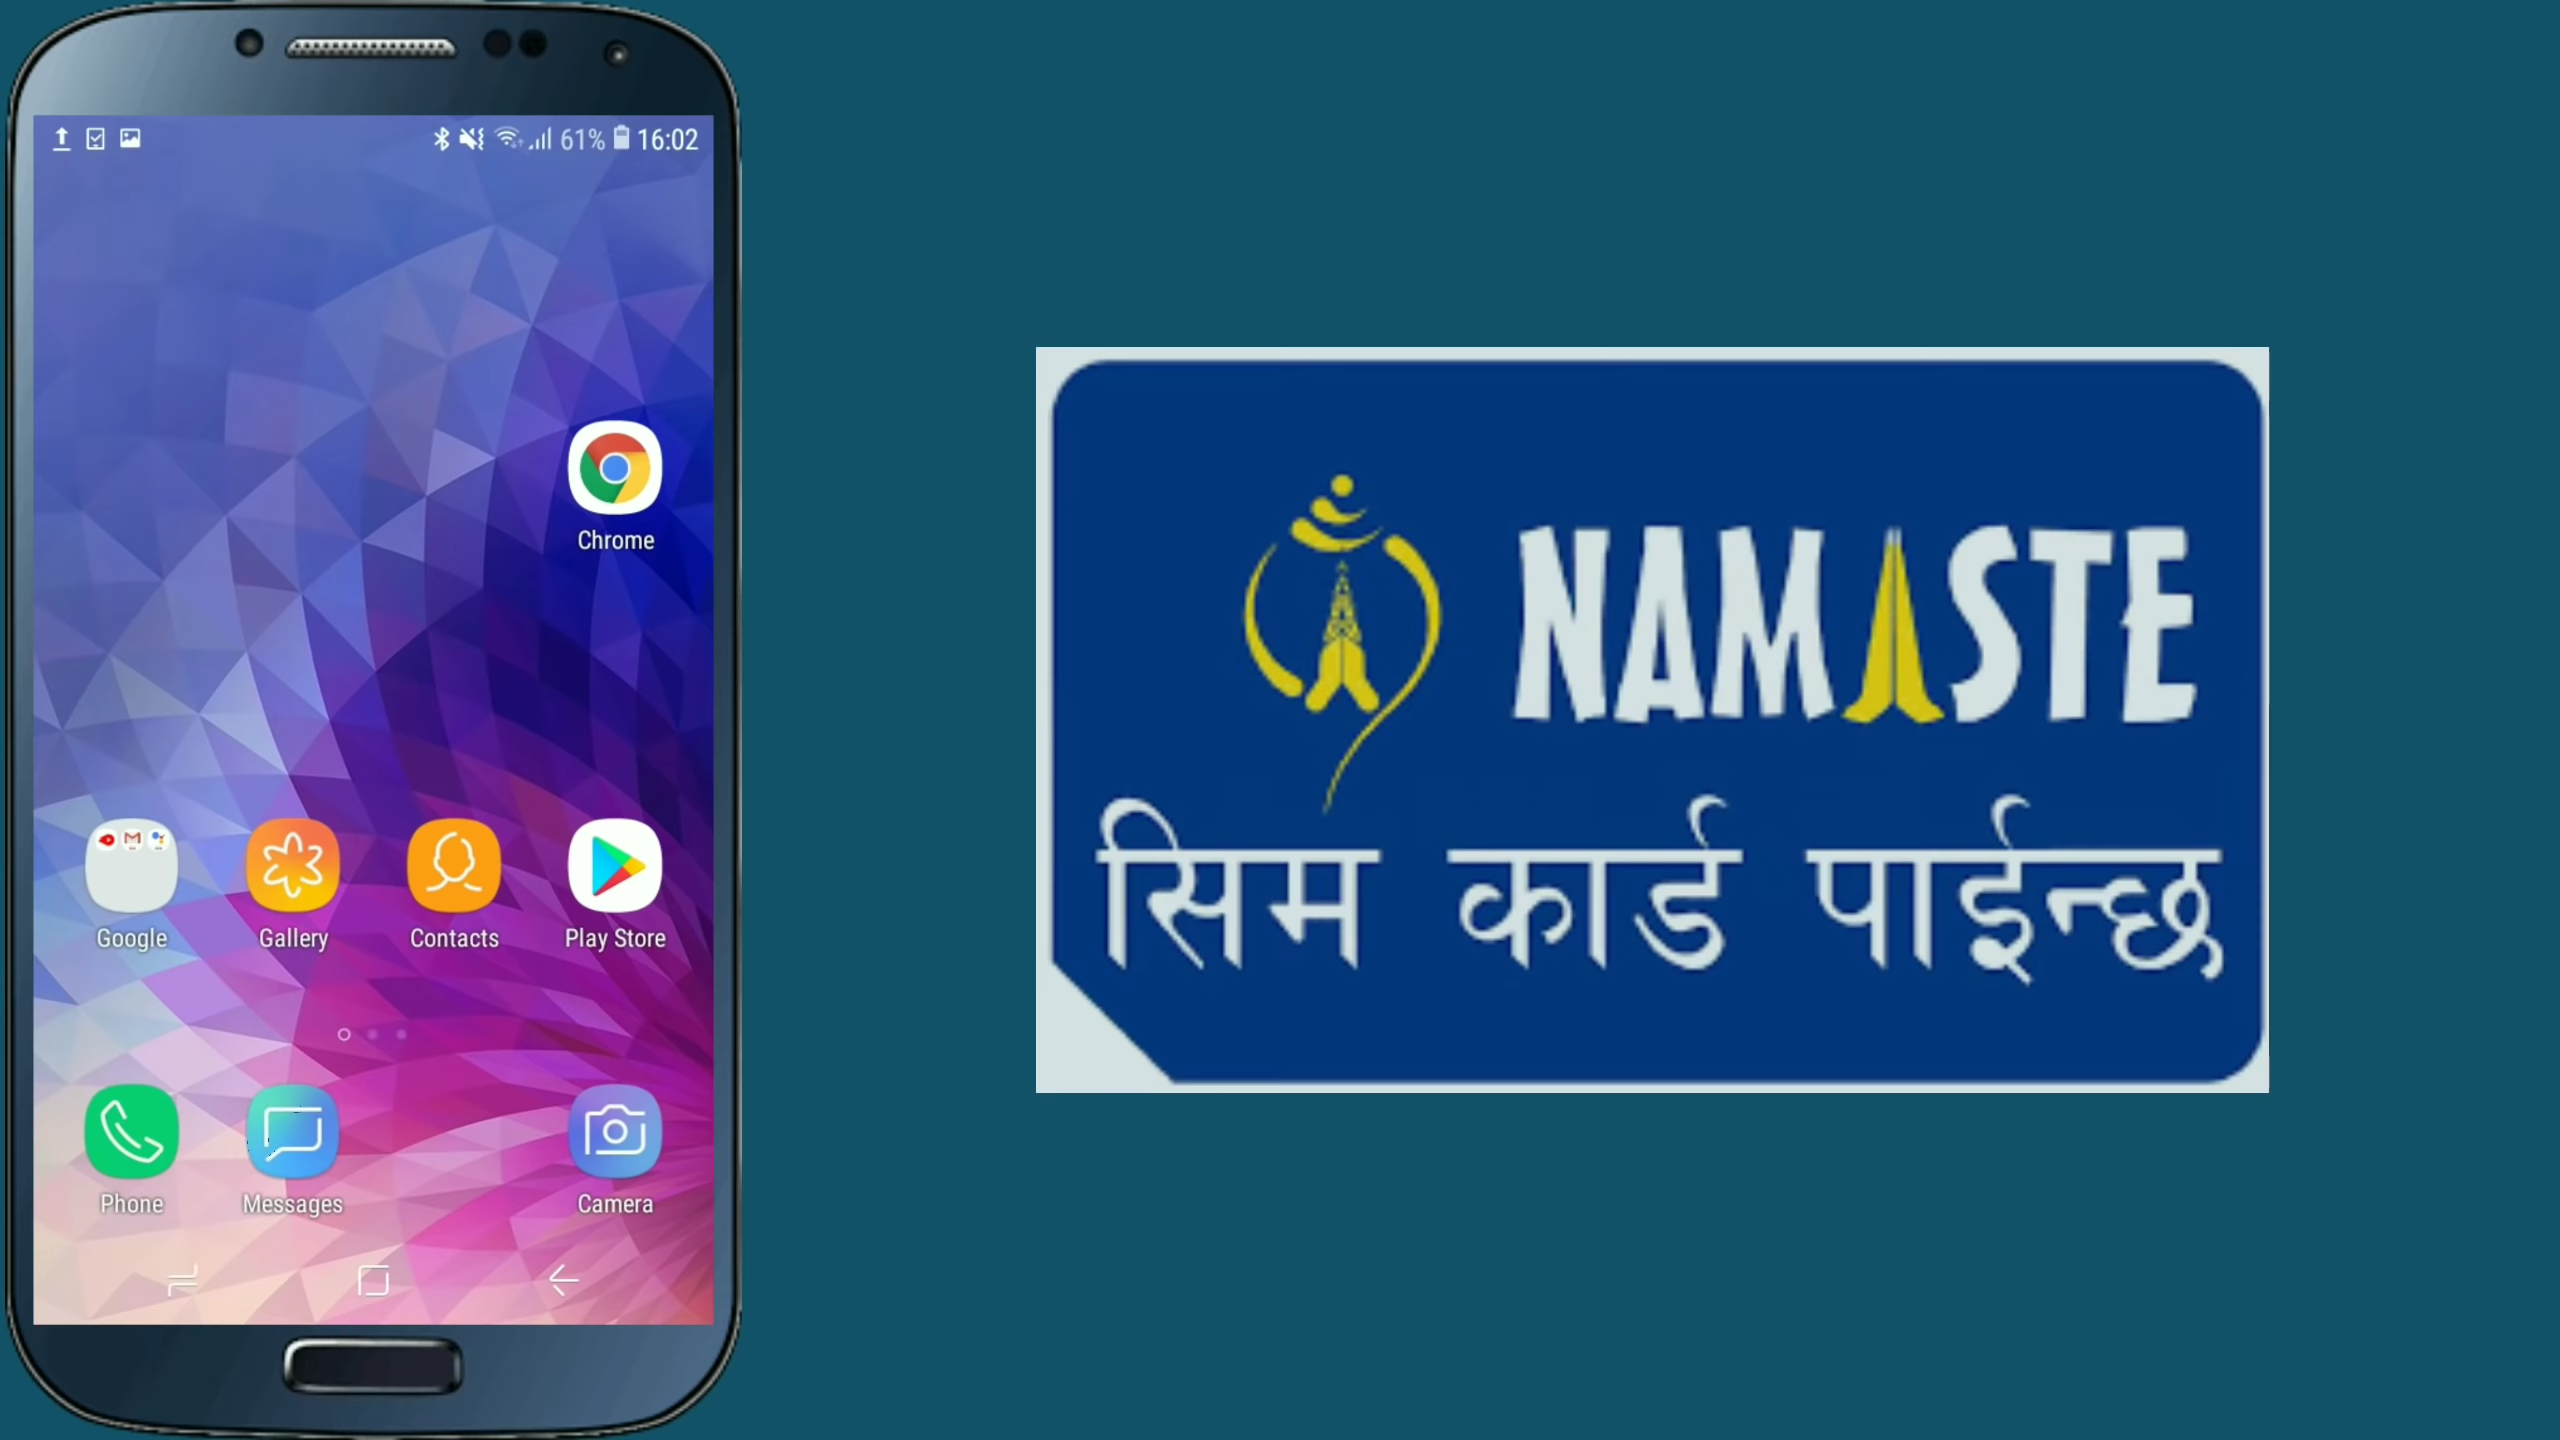 61% 16:02
Chrome
Google Gallery Contacts Play Store
Phone Messages Camera
NAMASTE
सिम कार्ड पाईन्छ